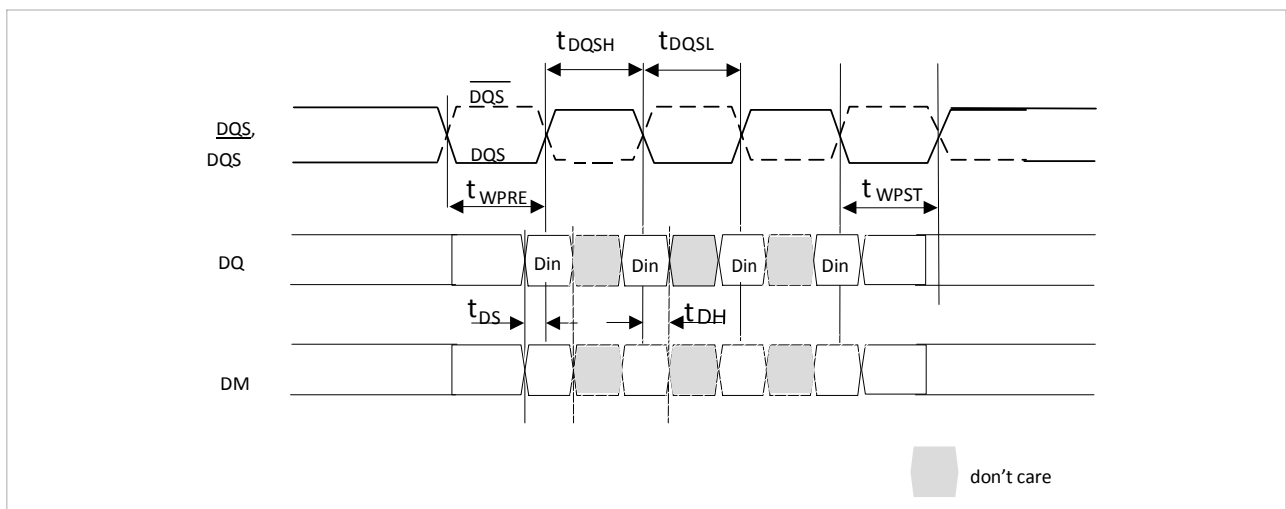 tDQSH tDQSL
DQS
DQS,
DQS
DQS
tWPRE tWPST
DQ Din Din Din Din
tDS tDH
DM
don't care